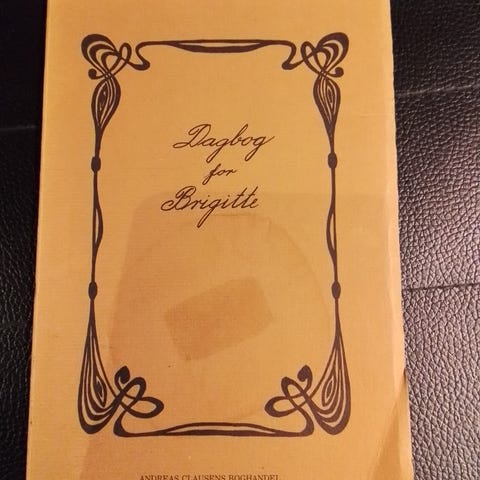 Dagbog
for
Brigitte
ANDREAS CLAUSENS BOGHANDEL